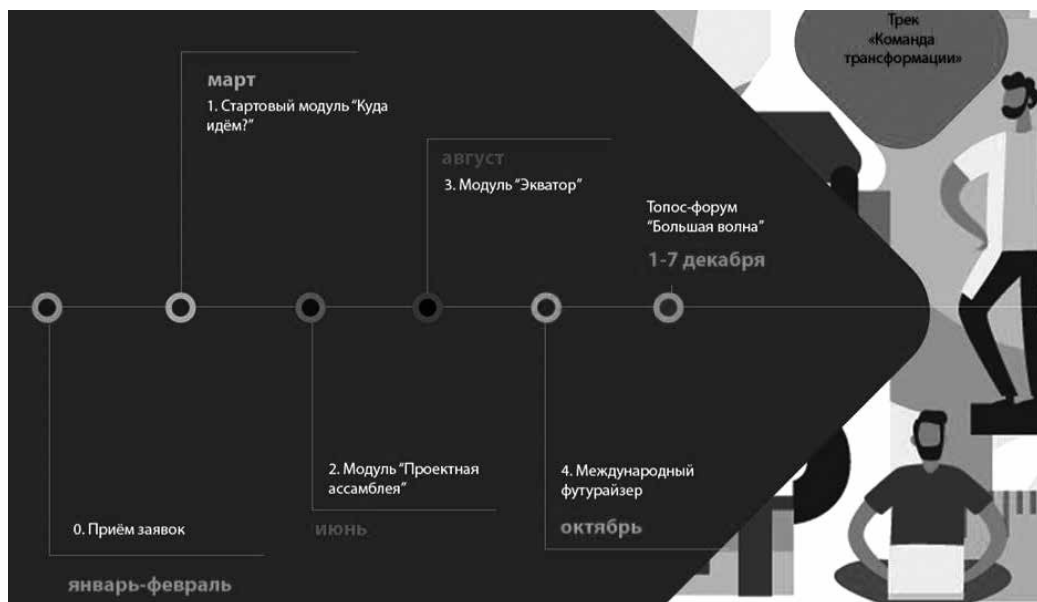 Трек
«Команда
трансформации»
март
1. Стартовый модуль "Куда
идём?"
август
3. Модуль "Экватор"
Топос-форум
"Большая волна"
1-7 декабря
0. Приём заявок
январь-февраль
2. Модуль "Проектная
ассамблея"
июнь
4. Международный
футурайзер
октябрь